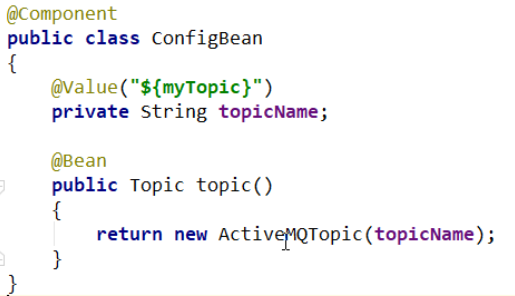 @Component
public class ConfigBean
{
@Value("${myTopic}")
private String topicName;
@Bean
public Topic topic()
{
return new ActiveMQTopic(topicName);
}
}